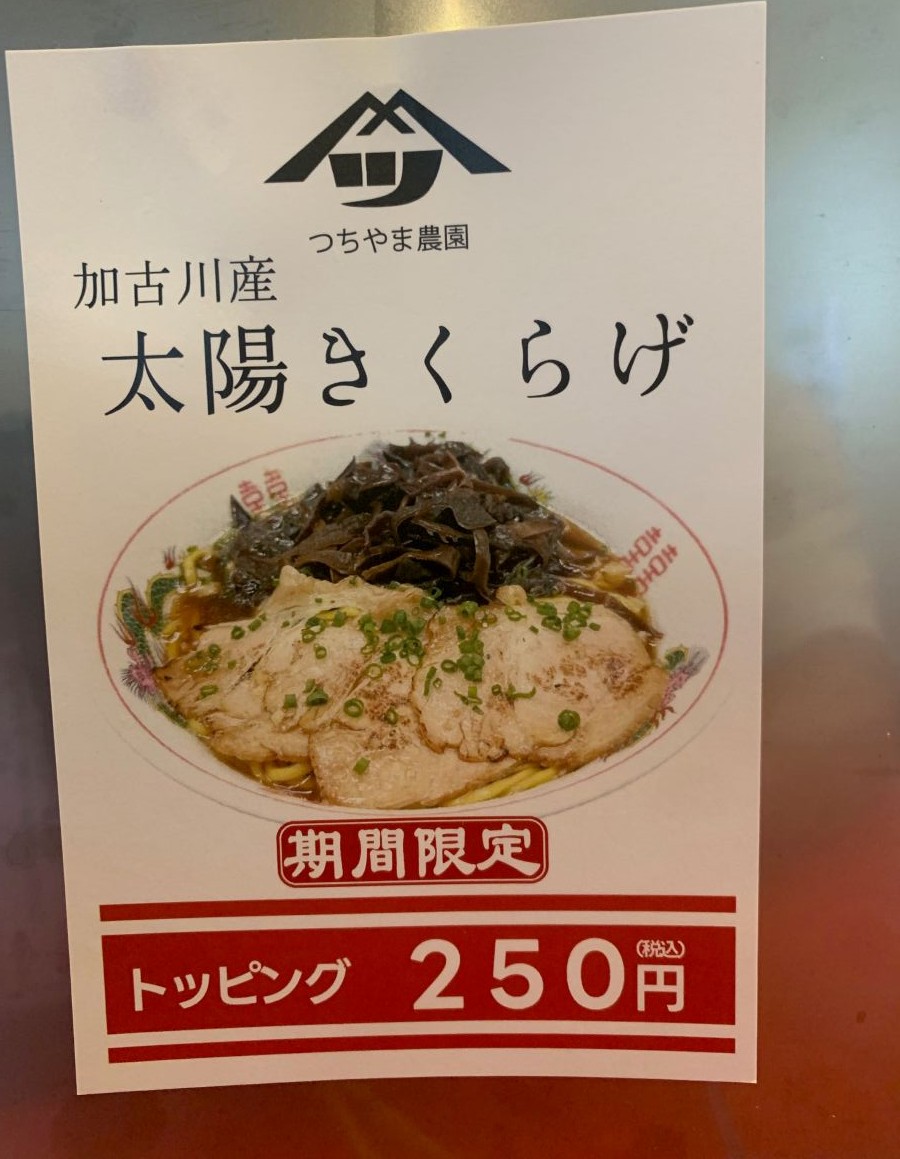 つちやま農園
加古川産
太陽きくらげ
期間限定
トッピング 250円(税込)